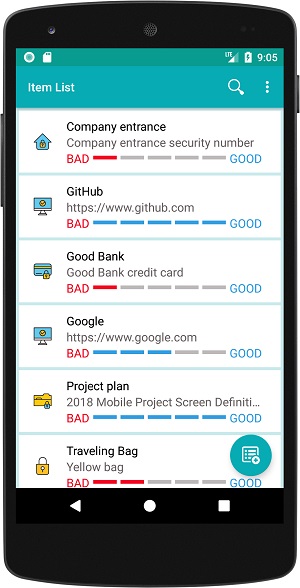 LTE 9:05
Item List
Company entrance
Company entrance security number
BAD GOOD
GitHub
https://www.github.com
BAD GOOD
Good Bank
Good Bank credit card
BAD GOOD
Google
https://www.google.com
BAD GOOD
Project plan
2018 Mobile Project Screen Definiti...
BAD GOOD
Traveling Bag
Yellow bag
BAD GOOD